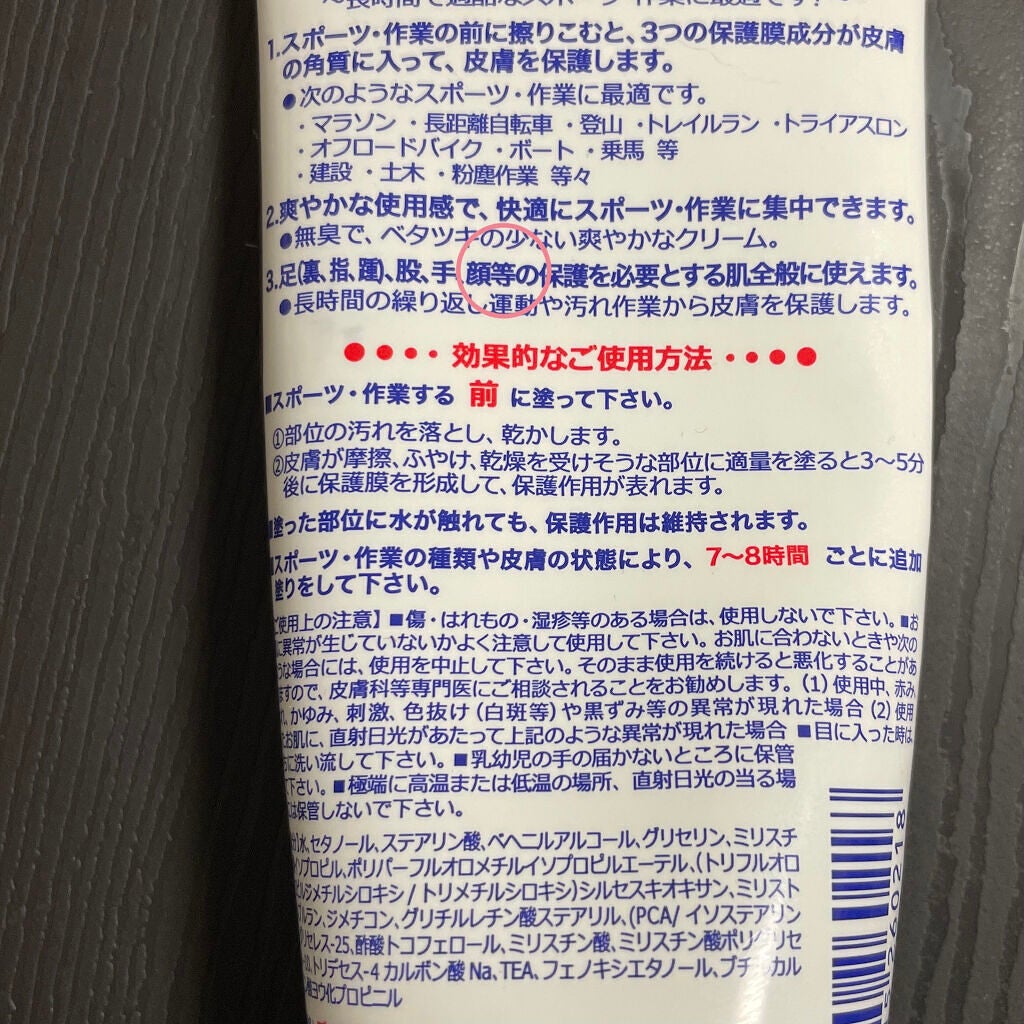 〜長時間で過酷なスポーツ・作業に最適です!〜
1.スポーツ・作業の前に擦りこむと、3つの保護膜成分が皮膚
の角質に入って、皮膚を保護します。
●次のようなスポーツ・作業に最適です。
・マラソン ・長距離自転車 ・登山 ・トレイルラン ・トライアスロン
・オフロードバイク ・ボート ・乗馬 等
・建設 ・土木 ・粉塵作業 等々
2.爽やかな使用感で、快適にスポーツ・作業に集中できます。
●無臭で、ベタツキの少ない爽やかなクリーム。
3.足(裏、指、踵)、股、手、顔等の保護を必要とする肌全般に使えます。
●長時間の繰り返し運動や汚れ作業から皮膚を保護します。
●●••効果的なご使用方法••●●
■スポーツ・作業する 前 に塗って下さい。
①部位の汚れを落とし、乾かします。
②皮膚が摩擦、ふやけ、乾燥を受けそうな部位に適量を塗ると3〜5分
後に保護膜を形成して、保護作用が表れます。
■塗った部位に水が触れても、保護作用は維持されます。
■スポーツ・作業の種類や皮膚の状態により、7〜8時間 ごとに追加
塗りをして下さい。
ご使用上の注意】■傷・はれもの・湿疹等のある場合は、使用しないで下さい。■お
に異常が生じていないかよく注意して使用して下さい。お肌に合わないときや次の
うな場合には、使用を中止して下さい。そのまま使用を続けると悪化することがあ
ますので、皮膚科等専門医にご相談されることをお勧めします。(1)使用中、赤み、
れ、かゆみ、刺激、色抜け(白斑等)や黒ずみ等の異常が現れた場合(2)使用
たお肌に、直射日光があたって上記のような異常が現れた場合 ■目に入った時は、
に洗い流して下さい。■乳幼児の手の届かないところに保管
下さい。■極端に高温または低温の場所、直射日光の当る場
には保管しないで下さい。
分】水、セタノール、ステアリン酸、ベヘニルアルコール、グリセリン、ミリスチ
イソプロピル、ポリパーフルオロメチルイソプロピルエーテル、(トリフルオロ
ピルジメチルシロキシ/トリメチルシロキシ)シルセスキオキサン、ミリスト
ラン、ジメチコン、グリチルレチン酸ステアリル、(PCA/イソステアリン
リセレス-25、酢酸トコフェロール、ミリスチン酸、ミリスチン酸ポリグリセ
-10、トリデセス-4カルボン酸Na、TEA、フェノキシエタノール、ブチルカル
酸ヨウ化プロピニル